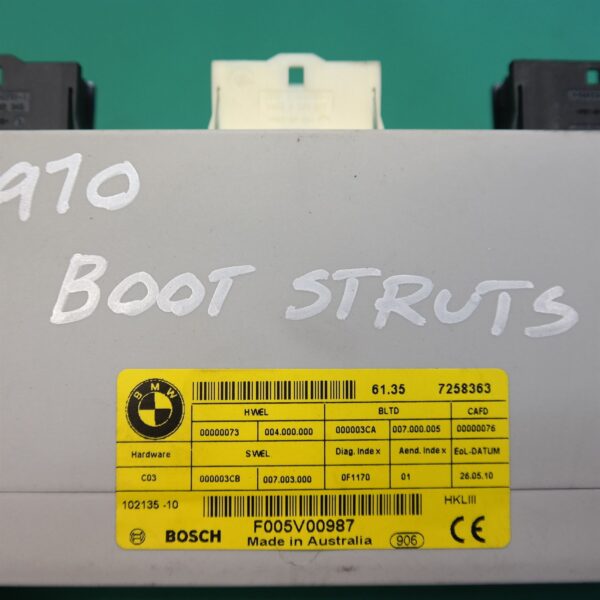 970
BOOT STRUTS
BMW
61.35 7258363
HWEL BLTD CAFD
00000073 004.000.000 000003CA 007.000.005 00000076
Hardware SWEL Diag. Index Aend. Index EoL-DATUM
C03 000003CB 007.003.000 0F1170 01 26.05.10
102135 -10 HKLIII
F005V00987
BOSCH Made in Australia 906 CE